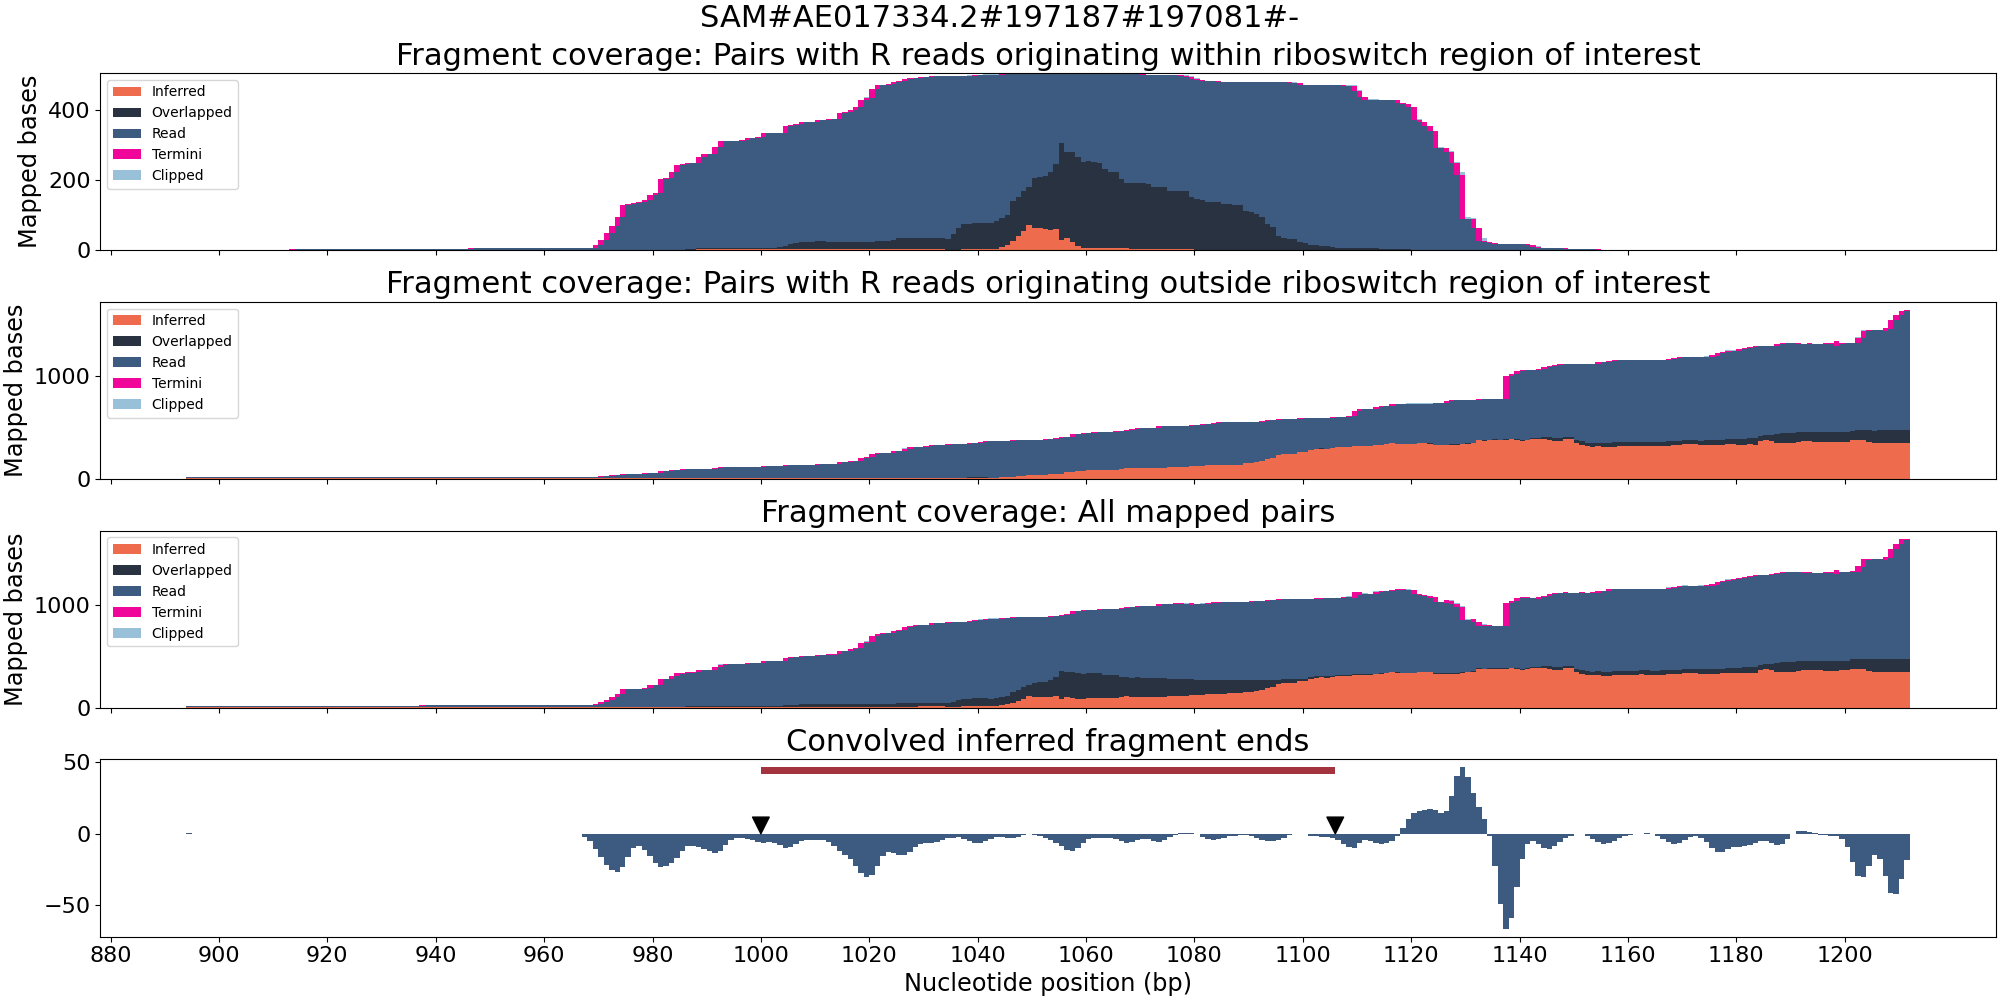 SAM#AE017334.2#197187#197081#-
Fragment coverage: Pairs with R reads originating within riboswitch region of interest
Mapped bases
400
200
0
Inferred
Overlapped
Read
Termini
Clipped
Fragment coverage: Pairs with R reads originating outside riboswitch region of interest
Mapped bases
1000
0
Inferred
Overlapped
Read
Termini
Clipped
Fragment coverage: All mapped pairs
Mapped bases
1000
0
Inferred
Overlapped
Read
Termini
Clipped
Convolved inferred fragment ends
50
0
−50
880 900 920 940 960 980 1000 1020 1040 1060 1080 1100 1120 1140 1160 1180 1200
Nucleotide position (bp)